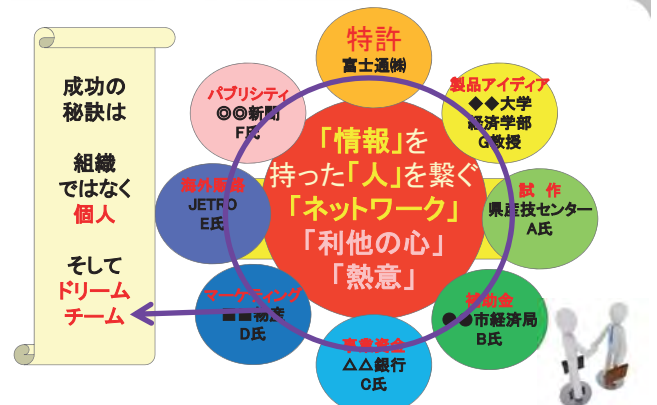 成功の
秘訣は
組織
ではなく
個人
そして
ドリーム
チーム
特許
富士通㈱
製品アイディア
◆◆大学
経済学部
G教授
試 作
県産技センター
A氏
補助金
●●市経済局
B氏
事業資金
△△銀行
C氏
マーケティング
■■物産
D氏
海外販路
JETRO
E氏
パブリシティ
◎◎新聞
F氏
「情報」を
持った「人」を繋ぐ
「ネットワーク」
「利他の心」
「熱意」